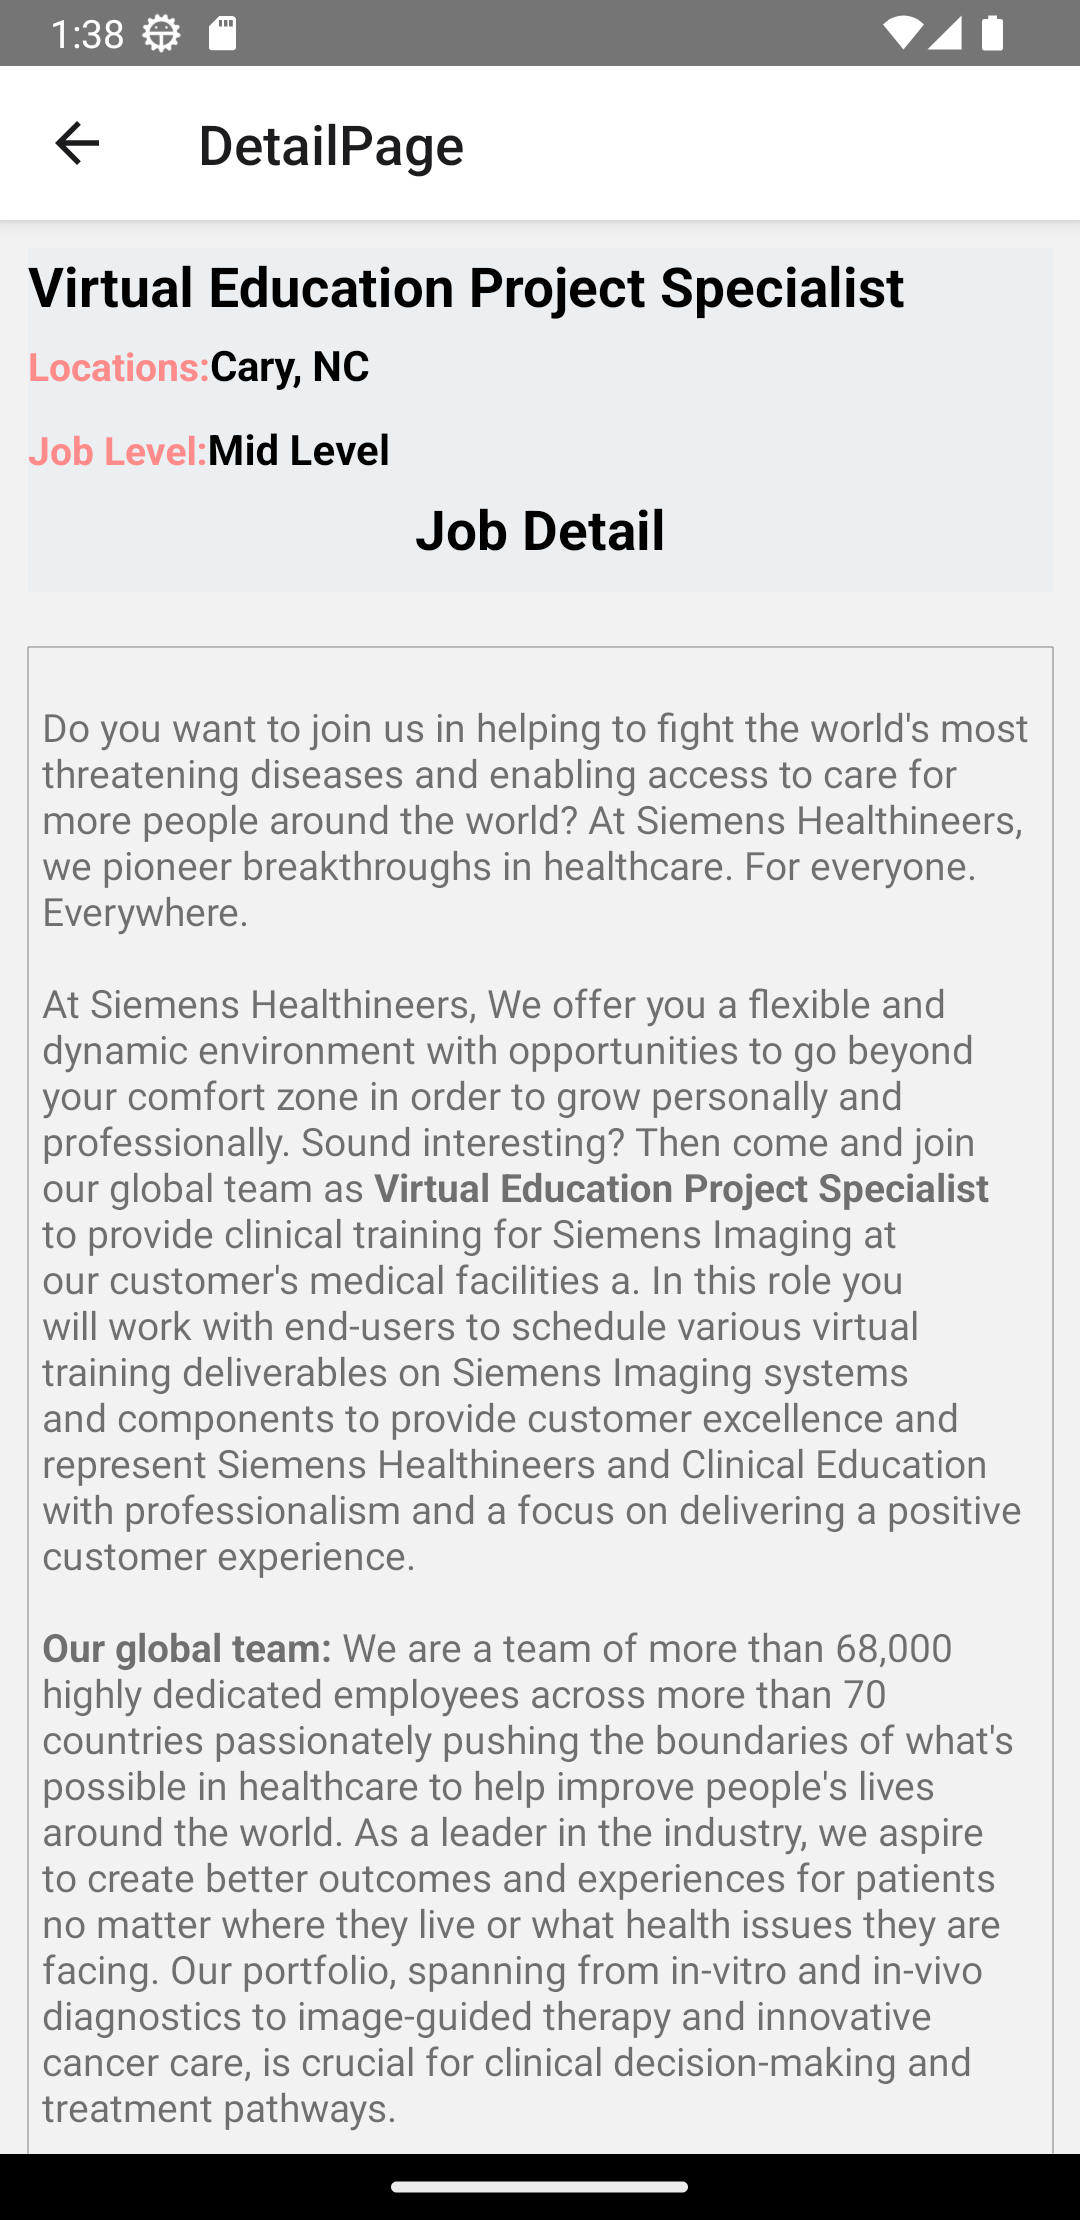 1:38
DetailPage
Virtual Education Project Specialist
Locations:Cary, NC
Job Level:Mid Level
Job Detail
Do you want to join us in helping to fight the world's most
threatening diseases and enabling access to care for
more people around the world? At Siemens Healthineers,
we pioneer breakthroughs in healthcare. For everyone.
Everywhere.
At Siemens Healthineers, We offer you a flexible and
dynamic environment with opportunities to go beyond
your comfort zone in order to grow personally and
professionally. Sound interesting? Then come and join
our global team as Virtual Education Project Specialist
to provide clinical training for Siemens Imaging at
our customer's medical facilities a. In this role you
will work with end-users to schedule various virtual
training deliverables on Siemens Imaging systems
and components to provide customer excellence and
represent Siemens Healthineers and Clinical Education
with professionalism and a focus on delivering a positive
customer experience.
Our global team: We are a team of more than 68,000
highly dedicated employees across more than 70
countries passionately pushing the boundaries of what's
possible in healthcare to help improve people's lives
around the world. As a leader in the industry, we aspire
to create better outcomes and experiences for patients
no matter where they live or what health issues they are
facing. Our portfolio, spanning from in-vitro and in-vivo
diagnostics to image-guided therapy and innovative
cancer care, is crucial for clinical decision-making and
treatment pathways.